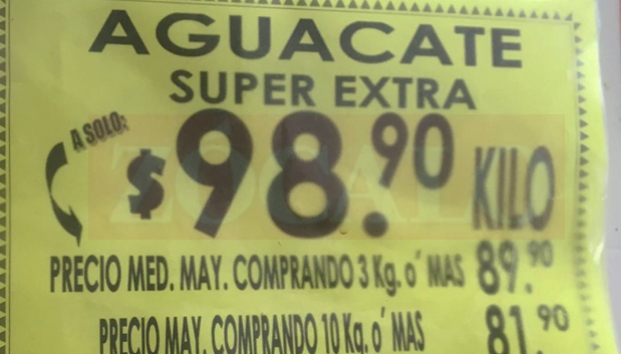 AGUACATE
SUPER EXTRA
A SOLO:
$98.90 KILO
PRECIO MED. MAY. COMPRANDO 3 Kg. o´ MAS 89.90
PRECIO MAY. COMPRANDO 10 Kg. o´ MAS 81.90